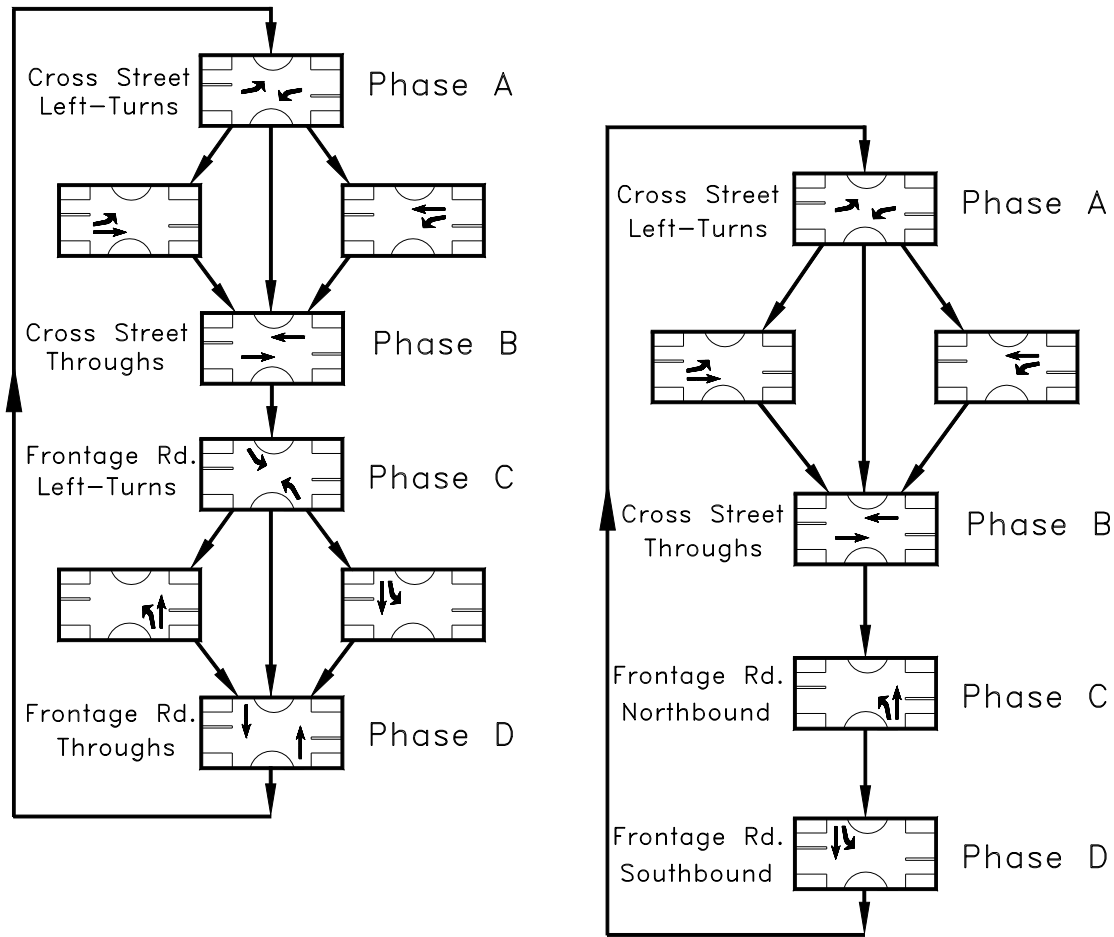 Cross Street
Left-Turns
Phase A
Cross Street
Throughs
Phase B
Frontage Rd.
Left-Turns
Phase C
Frontage Rd.
Throughs
Phase D
Cross Street
Left-Turns
Phase A
Cross Street
Throughs
Phase B
Frontage Rd.
Northbound
Phase C
Frontage Rd.
Southbound
Phase D